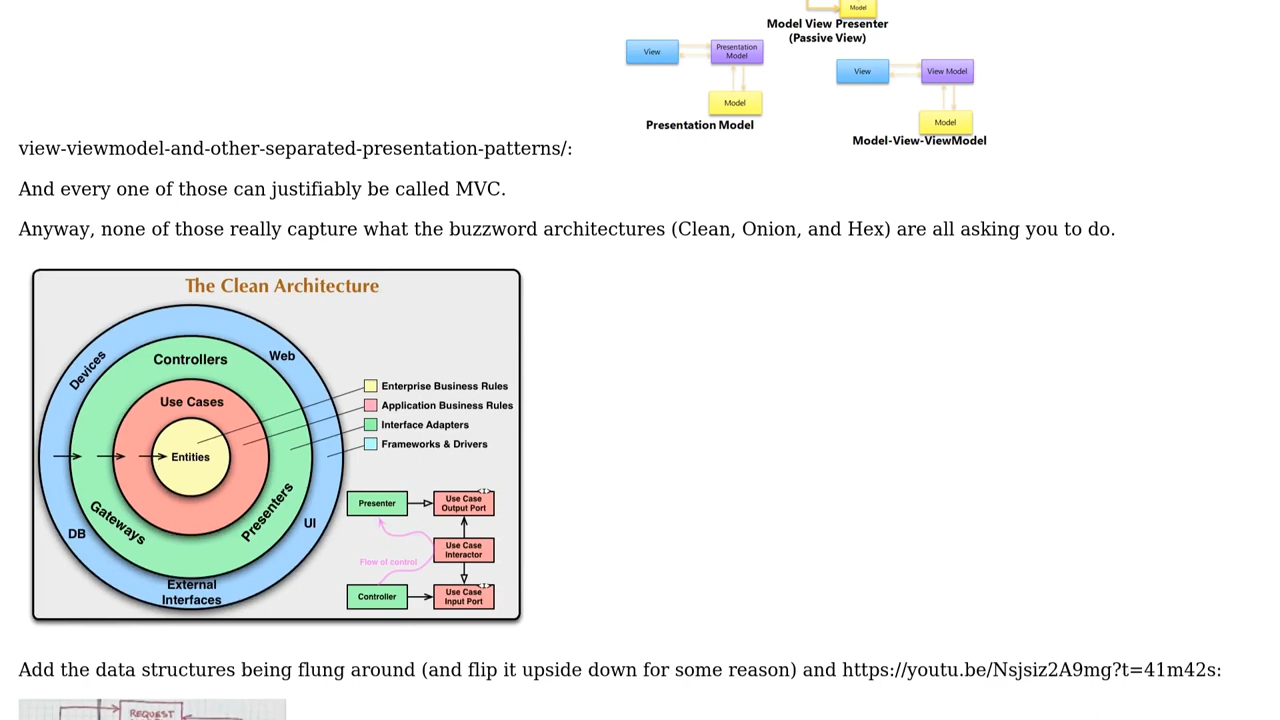 Model
Model View Presenter
(Passive View)
View
Presentation
Model
View
View Model
Model
Presentation Model
Model
Model-View-ViewModel
view-viewmodel-and-other-separated-presentation-patterns/:
And every one of those can justifiably be called MVC.
Anyway, none of those really capture what the buzzword architectures (Clean, Onion, and Hex) are all asking you to do.
The Clean Architecture
Devices
Controllers
Web
Use Cases
Entities
Gateways
Presenters
DB
UI
External
Interfaces
Enterprise Business Rules
Application Business Rules
Interface Adapters
Frameworks & Drivers
Presenter
Use Case
Output Port
<I>
Use Case
Interactor
Flow of control
Controller
Use Case
Input Port
<I>
Add the data structures being flung around (and flip it upside down for some reason) and https://youtu.be/Nsjsiz2A9mg?t=41m42s:
REQUEST